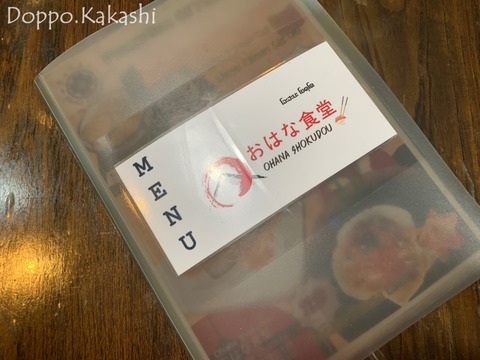 Doppo.Kakashi
MENU
おはな食堂
OHANA SHOKUDOU